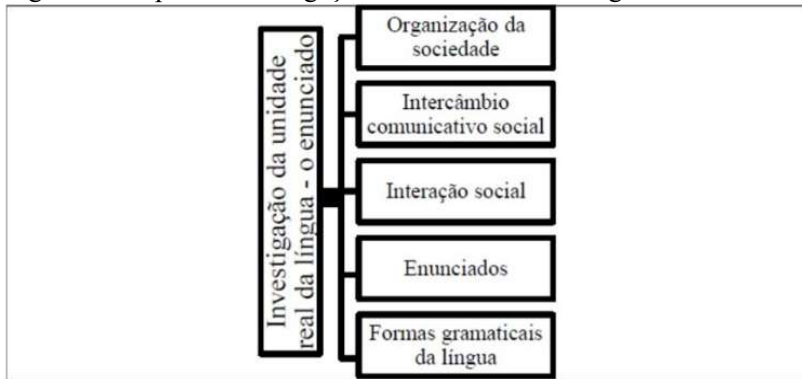 Investigação da unidade
real da língua - o enunciado
Organização da
sociedade
Intercâmbio
comunicativo social
Interação social
Enunciados
Formas gramaticais
da língua